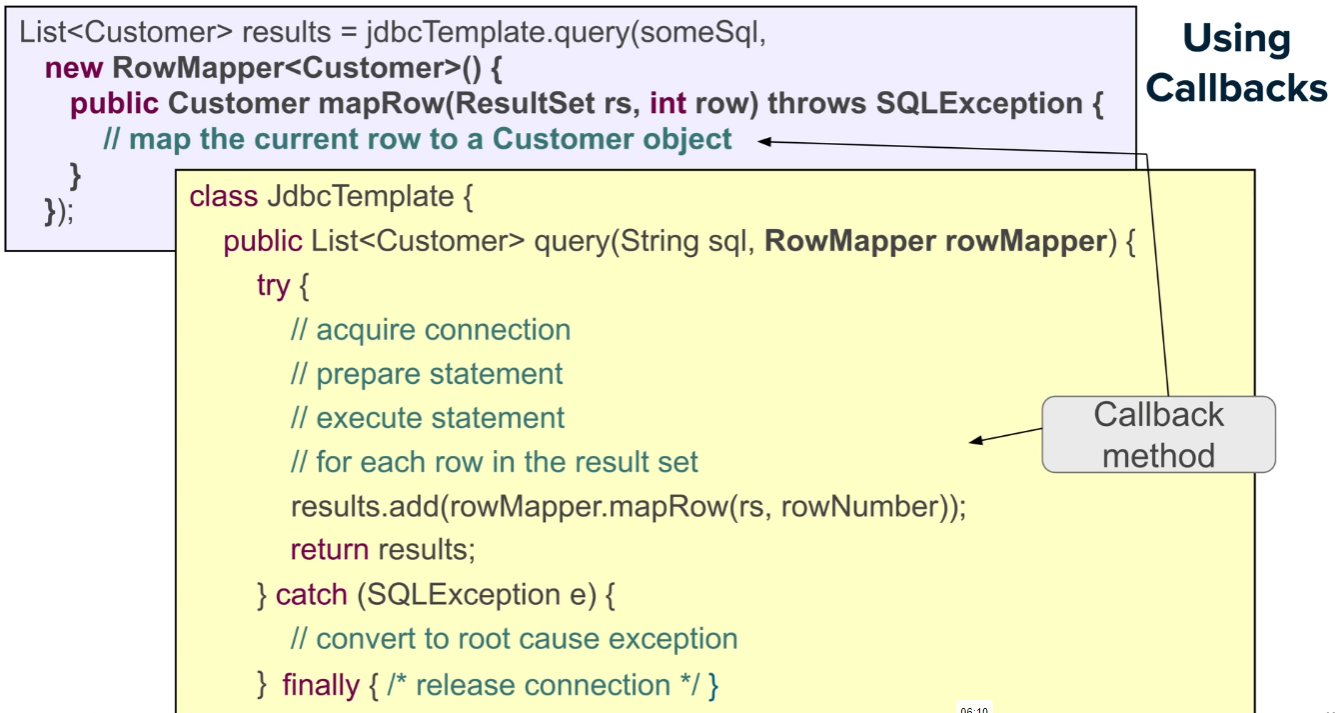 List<Customer> results = jdbcTemplate.query(someSql,
new RowMapper<Customer>() {
public Customer mapRow(ResultSet rs, int row) throws SQLException {
// map the current row to a Customer object
}
});
Using
Callbacks
class JdbcTemplate {
public List<Customer> query(String sql, RowMapper rowMapper) {
try {
// acquire connection
// prepare statement
// execute statement
// for each row in the result set
results.add(rowMapper.mapRow(rs, rowNumber));
return results;
} catch (SQLException e) {
// convert to root cause exception
} finally { /* release connection */ }
Callback
method